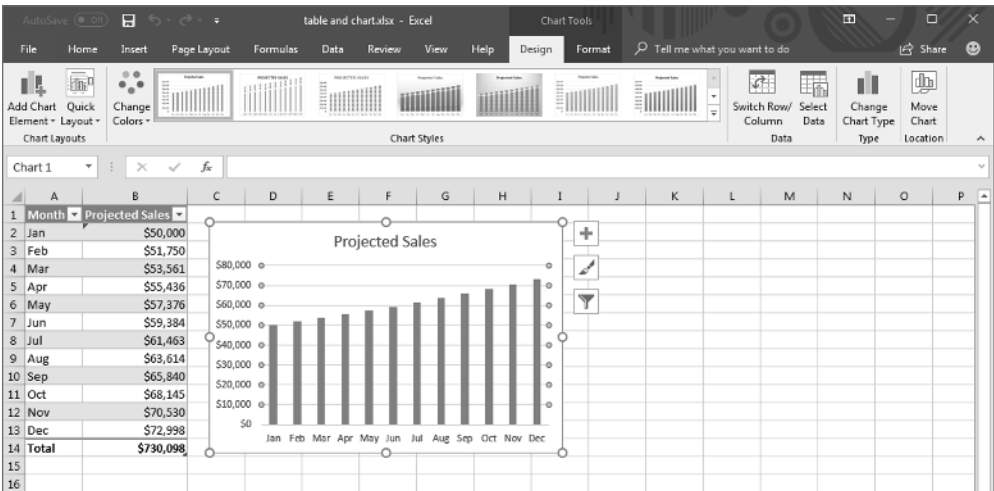 AutoSave Off table and chart.xlsx - Excel Chart Tools
File Home Insert Page Layout Formulas Data Review View Help Design Format Tell me what you want to do Share
Add Chart Element Quick Layout Change Colors Switch Row/ Column Select Data Change Chart Type Move Chart
Chart Layouts Chart Styles Data Type Location
Chart 1 fx
A B C D E F G H I J K L M N O P
1 Month Projected Sales
2 Jan $50,000
3 Feb $51,750
4 Mar $53,561
5 Apr $55,436
6 May $57,376
7 Jun $59,384
8 Jul $61,463
9 Aug $63,614
10 Sep $65,840
11 Oct $68,145
12 Nov $70,530
13 Dec $72,998
14 Total $730,098
15
16
Projected Sales
$80,000
$70,000
$60,000
$50,000
$40,000
$30,000
$20,000
$10,000
$0
Jan Feb Mar Apr May Jun Jul Aug Sep Oct Nov Dec